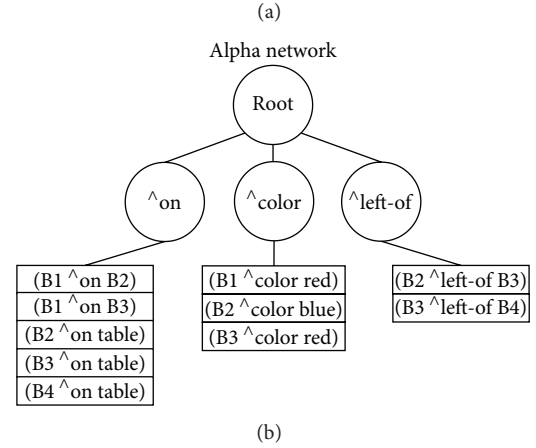 (a)
Alpha network
Root
^on
^color
^left-of
(B1 ^on B2)
(B1 ^on B3)
(B2 ^on table)
(B3 ^on table)
(B4 ^on table)
(B1 ^color red)
(B2 ^color blue)
(B3 ^color red)
(B2 ^left-of B3)
(B3 ^left-of B4)
(b)